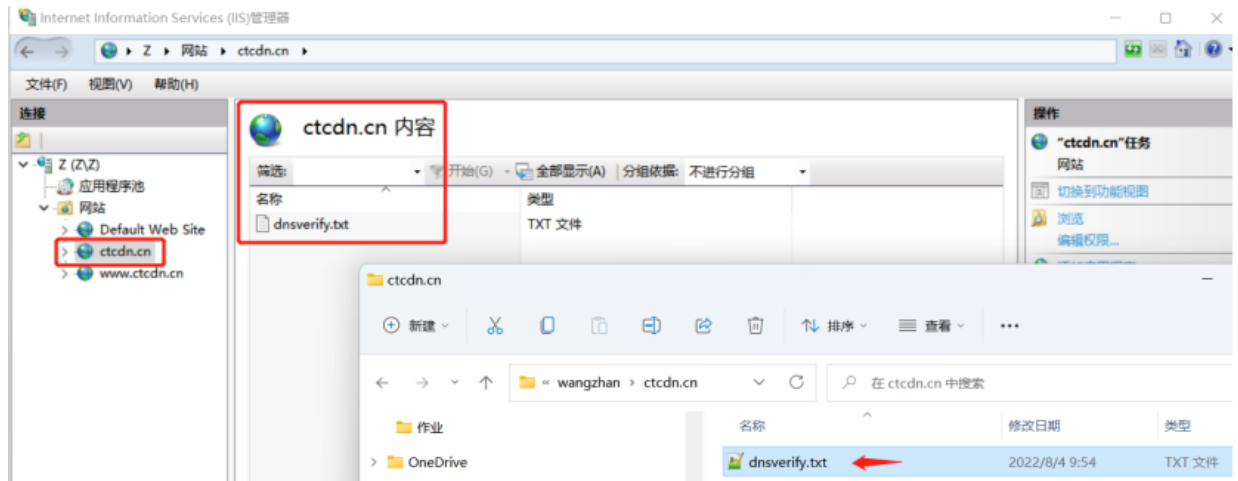 Internet Information Services (IIS)管理器
Z 网站 ctcdn.cn
文件(F) 视图(V) 帮助(H)
连接
Z (Z\Z)
应用程序池
网站
Default Web Site
ctcdn.cn
www.ctcdn.cn
ctcdn.cn 内容
筛选: 开始(G) 全部显示(A) 分组依据: 不进行分组
名称 类型
dnsverify.txt TXT 文件
操作
"ctcdn.cn"任务
网站
切换到功能视图
浏览
编辑权限...
ctcdn.cn
新建 排序 查看 ...
« wangzhan > ctcdn.cn 在 ctcdn.cn 中搜索
作业
OneDrive
名称 修改日期 类型
dnsverify.txt 2022/8/4 9:54 TXT 文件